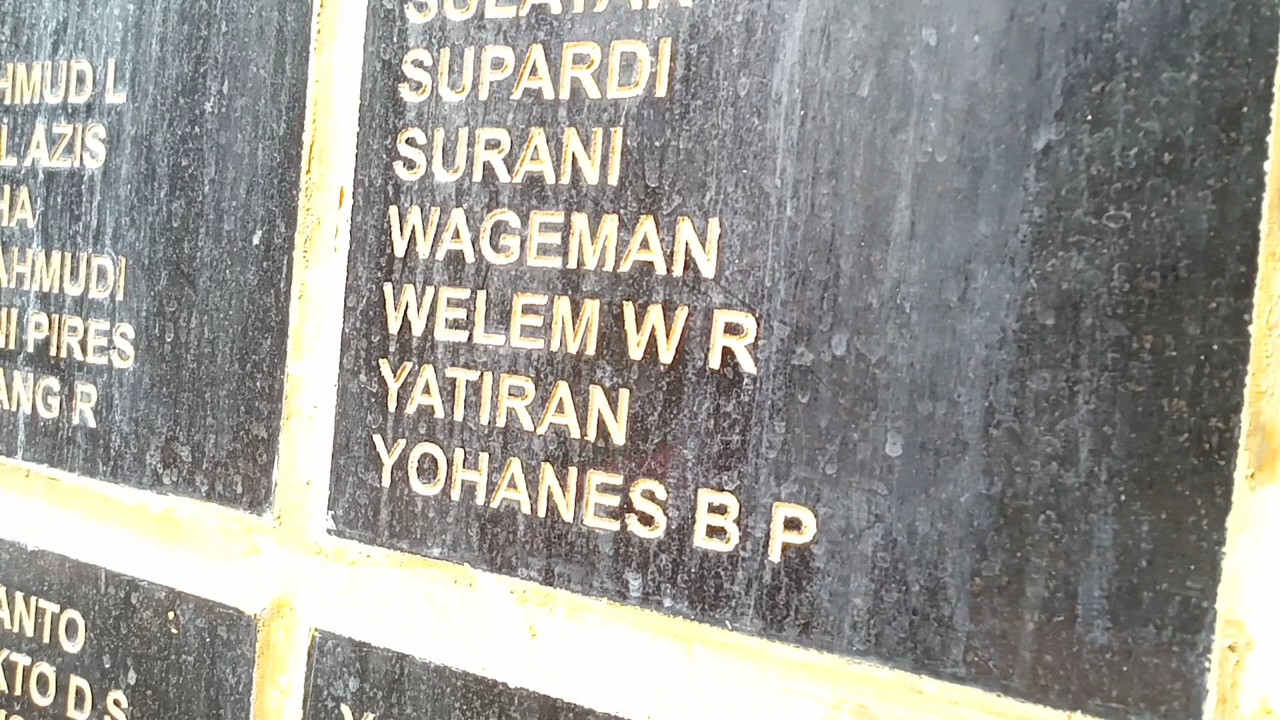 SUPARDI
SURANI
WAGEMAN
WELEM W R
YATIRAN
YOHANES B P
HMUD L
L AZIS
HA
AHMUDI
NI PIRES
ANG R
ANTO
KTO D S